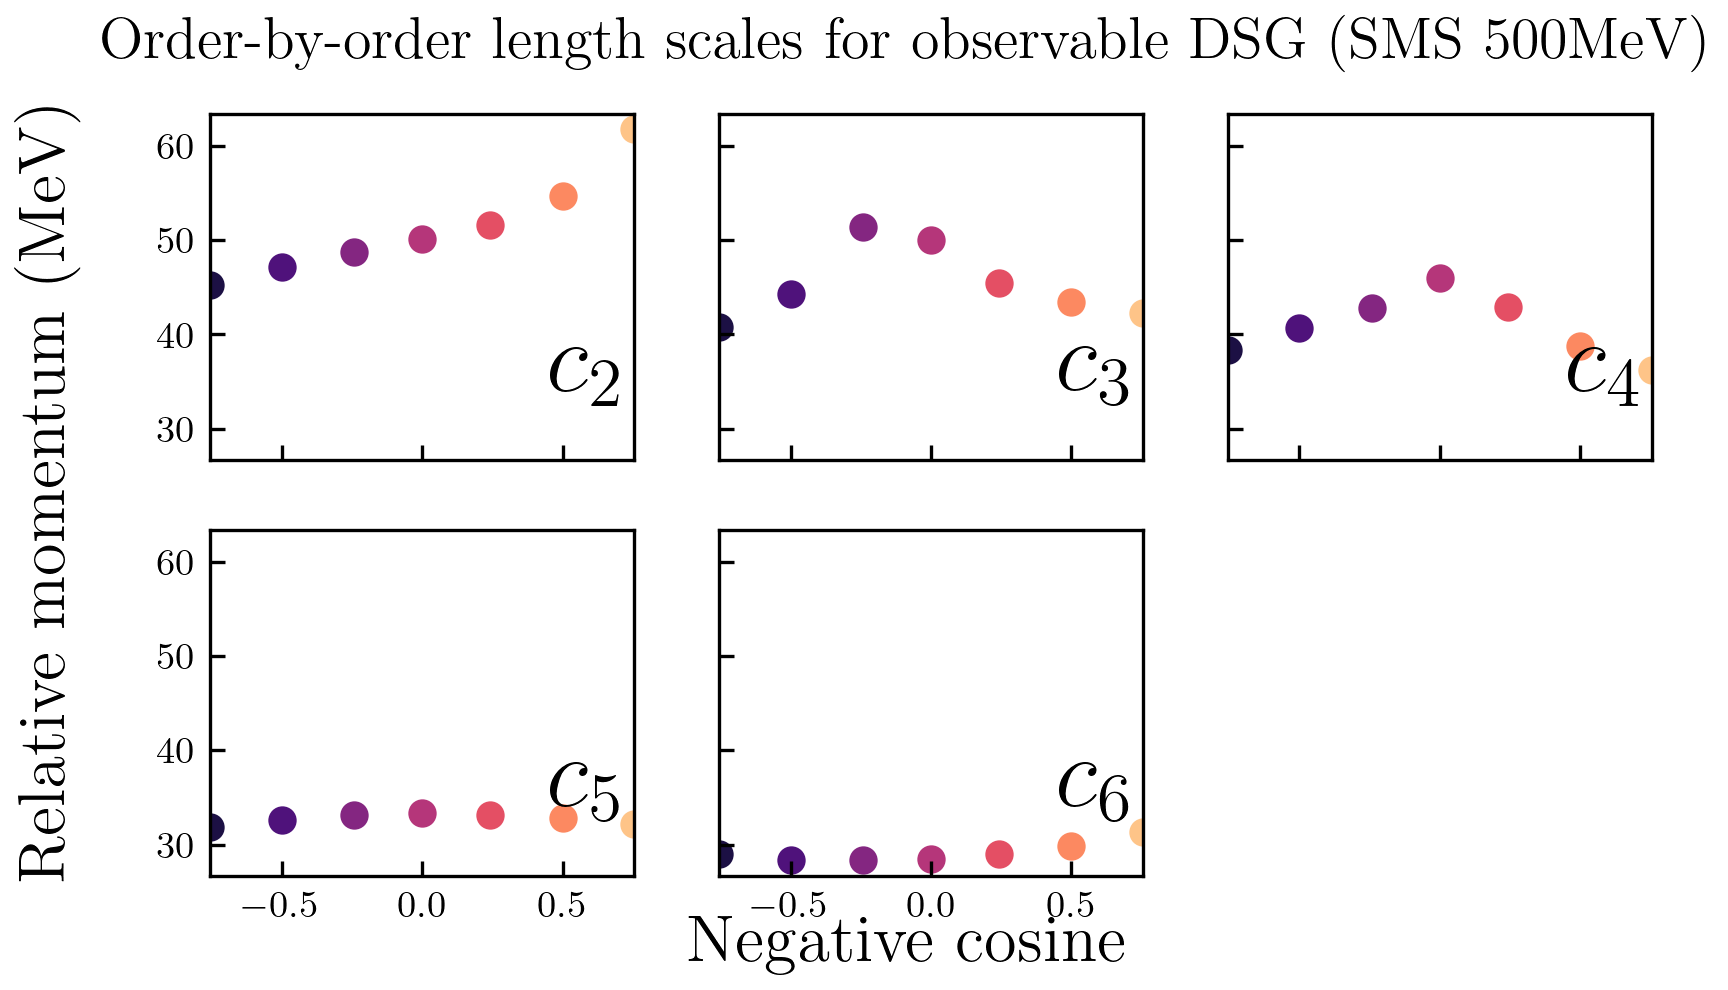 Order-by-order length scales for observable DSG (SMS 500MeV)
Relative momentum (MeV)
60
50
40
30
c2
c3
c4
60
50
40
30
c5
c6
−0.5 0.0 0.5
−0.5 0.0 0.5
Negative cosine